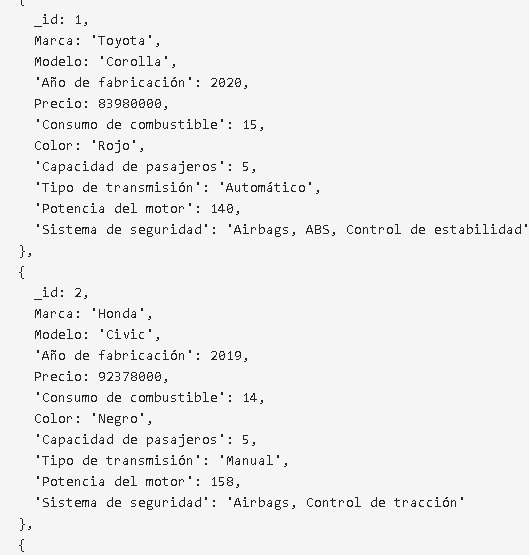 {
_id: 1,
Marca: 'Toyota',
Modelo: 'Corolla',
'Año de fabricación': 2020,
Precio: 83980000,
'Consumo de combustible': 15,
Color: 'Rojo',
'Capacidad de pasajeros': 5,
'Tipo de transmisión': 'Automático',
'Potencia del motor': 140,
'Sistema de seguridad': 'Airbags, ABS, Control de estabilidad'
},
{
_id: 2,
Marca: 'Honda',
Modelo: 'Civic',
'Año de fabricación': 2019,
Precio: 92378000,
'Consumo de combustible': 14,
Color: 'Negro',
'Capacidad de pasajeros': 5,
'Tipo de transmisión': 'Manual',
'Potencia del motor': 158,
'Sistema de seguridad': 'Airbags, Control de tracción'
},
{